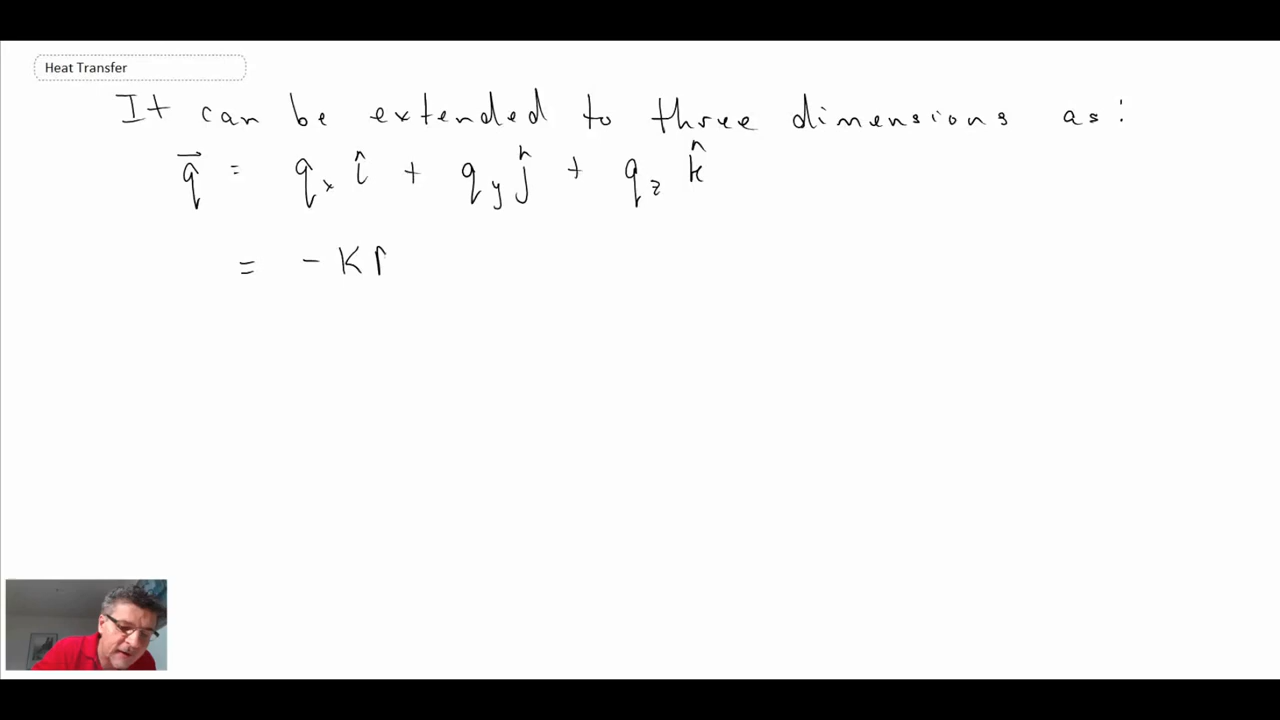 Heat Transfer
It can be extended to three dimensions as:
q⃗ = qₓ î + q_y ĵ + q_z k̂
= - K